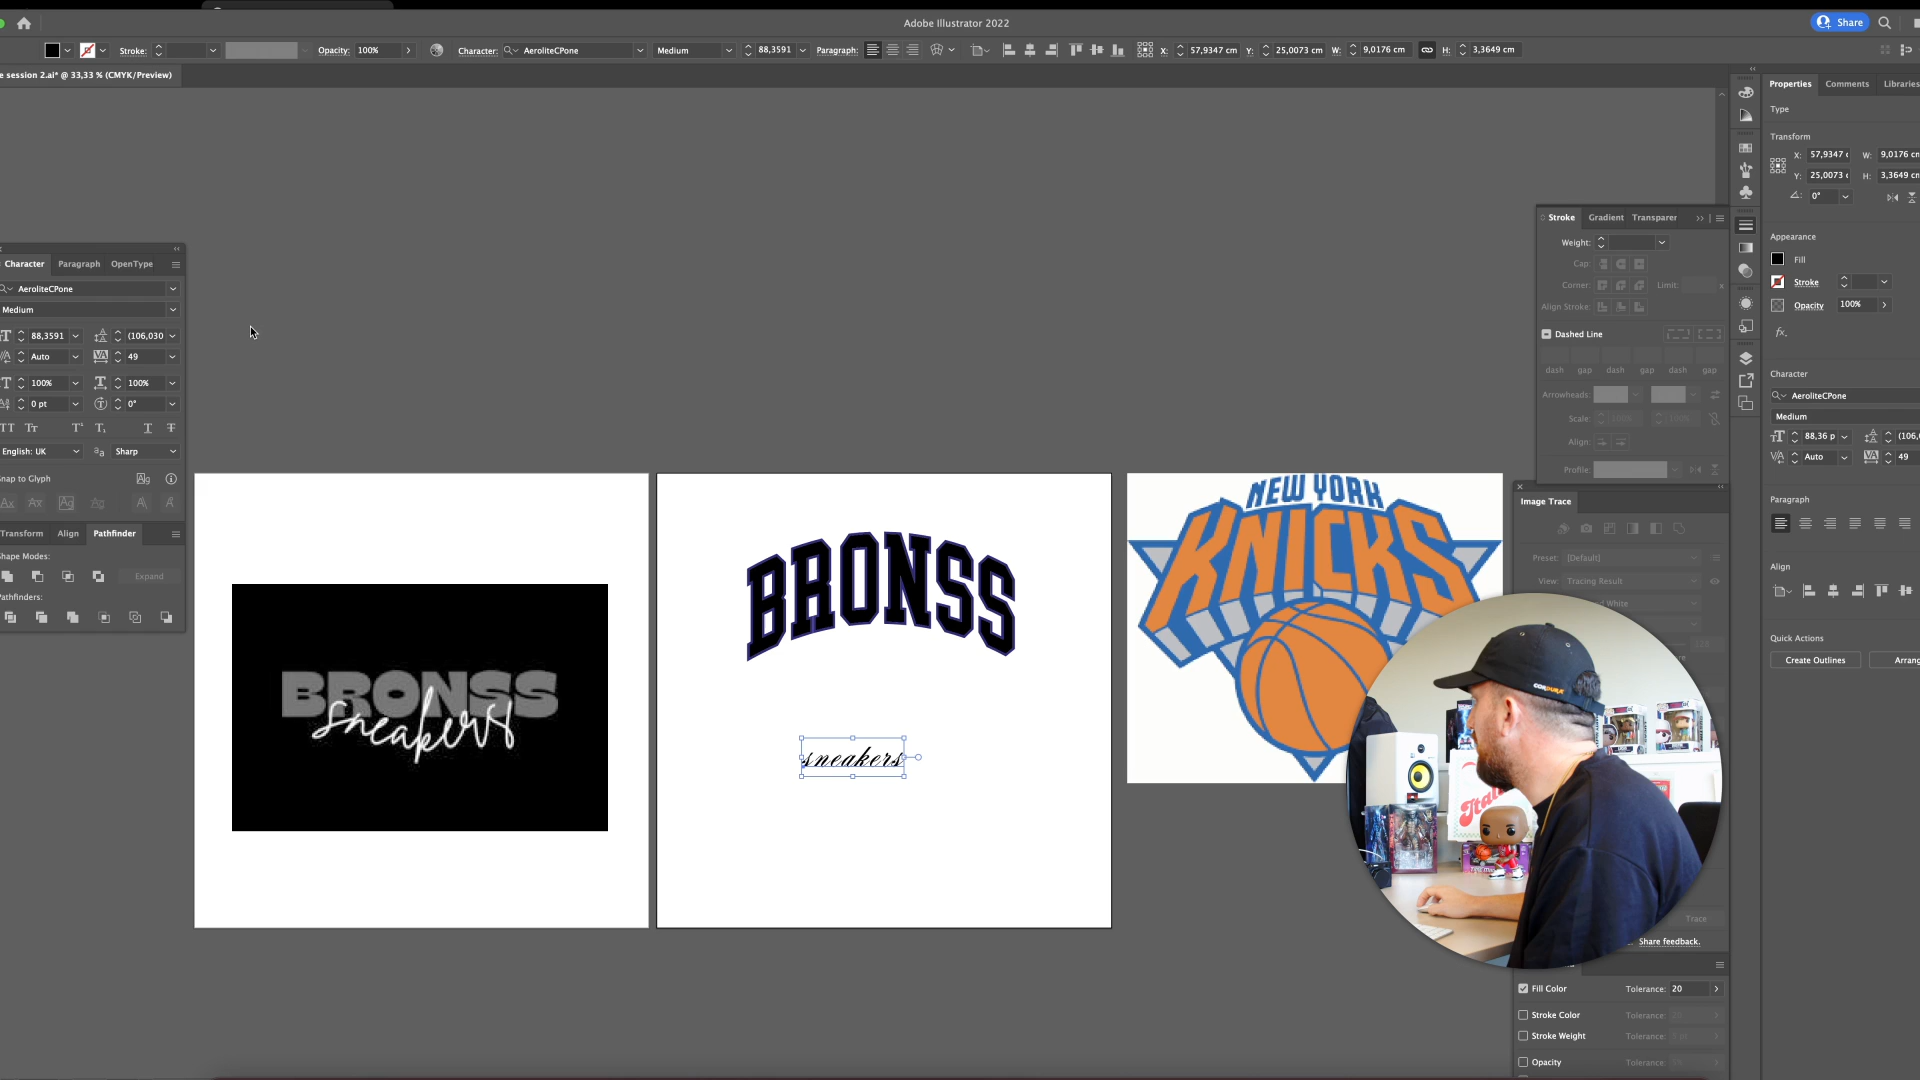 Adobe Illustrator 2022
Share
Stroke:
Opacity: 100%
Character: AeroliteCPone
Medium
88,3591
Paragraph:
X: 57,9347 cm
Y: 25,0073 cm
W: 9,0176 cm
H: 3,3649 cm
e session 2.ai* @ 33,33 % (CMYK/Preview)
Properties
Comments
Libraries
Type
Transform
X: 57,9347
W: 9,0176 cm
Y: 25,0073
H: 3,3649 cm
0°
Appearance
Fill
Stroke
Opacity 100%
fx.
Character
AeroliteCPone
Medium
88,36 p
(106,
Auto
49
Paragraph
Align
Quick Actions
Create Outlines
Arrang
Character
Paragraph
OpenType
AeroliteCPone
Medium
88,3591
(106,030
Auto
49
100%
100%
0 pt
0°
English: UK
Sharp
Snap to Glyph
Transform
Align
Pathfinder
Shape Modes:
Expand
Pathfinders:
Stroke
Gradient
Transparer
Weight:
Cap:
Corner:
Limit:
Align Stroke:
Dashed Line
dash
gap
dash
gap
dash
gap
Arrowheads:
Scale: 100%
100%
Align:
Profile:
Image Trace
Preset: [Default]
View: Tracing Result
White
Trace
Share feedback.
Fill Color
Tolerance: 20
Stroke Color
Tolerance:
Stroke Weight
Tolerance:
Opacity
Tolerance:
BRONSS
sneakers
BRONSS
sneakers
NEW YORK
KNICKS
CORDURA